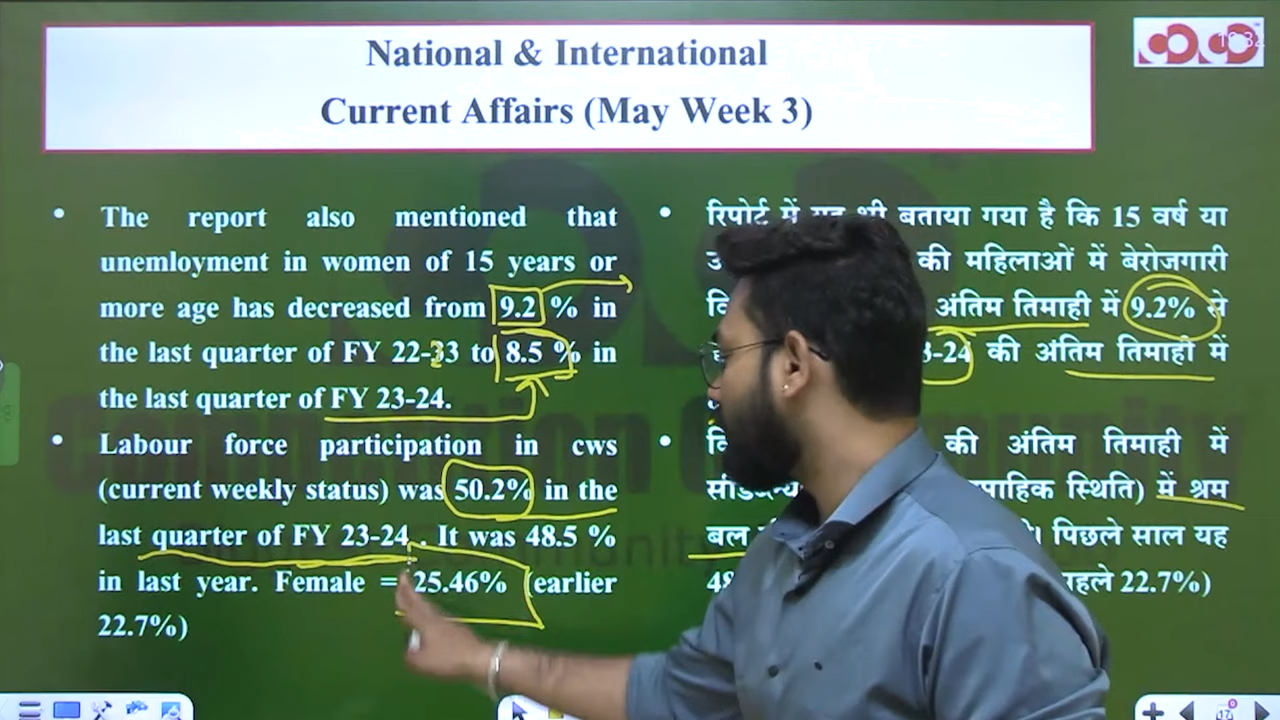 National & International
Current Affairs (May Week 3)
• The report also mentioned that
unemloyment in women of 15 years or
more age has decreased from 9.2 % in
the last quarter of FY 22-33 to 8.5 % in
the last quarter of FY 23-24.
• Labour force participation in cws
(current weekly status) was 50.2% in the
last quarter of FY 23-24 . It was 48.5 %
in last year. Female = 25.46% (earlier
22.7%)
• रिपोर्ट में यह भी बताया गया है कि 15 वर्ष या
की महिलाओं में बेरोजगारी
अंतिम तिमाही में 9.2% से
की अंतिम तिमाही में
• की अंतिम तिमाही में
स्थिति) में श्रम
बल पिछले साल यह
22.7%)